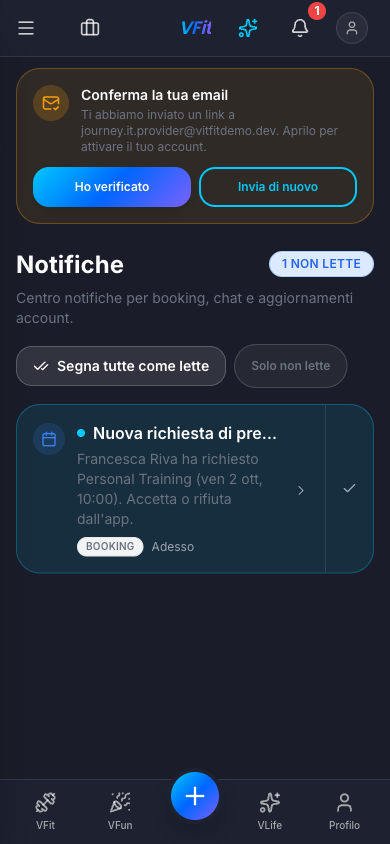 VFit
1
Conferma la tua email
Ti abbiamo inviato un link a
journey.it.provider@vitfitdemo.dev. Aprilo per
attivare il tuo account.
Ho verificato
Invia di nuovo
Notifiche
1 NON LETTE
Centro notifiche per booking, chat e aggiornamenti
account.
Segna tutte come lette
Solo non lette
Nuova richiesta di pre...
Francesca Riva ha richiesto
Personal Training (ven 2 ott,
10:00). Accetta o rifiuta
dall'app.
BOOKING
Adesso
VFit
VFun
VLife
Profilo